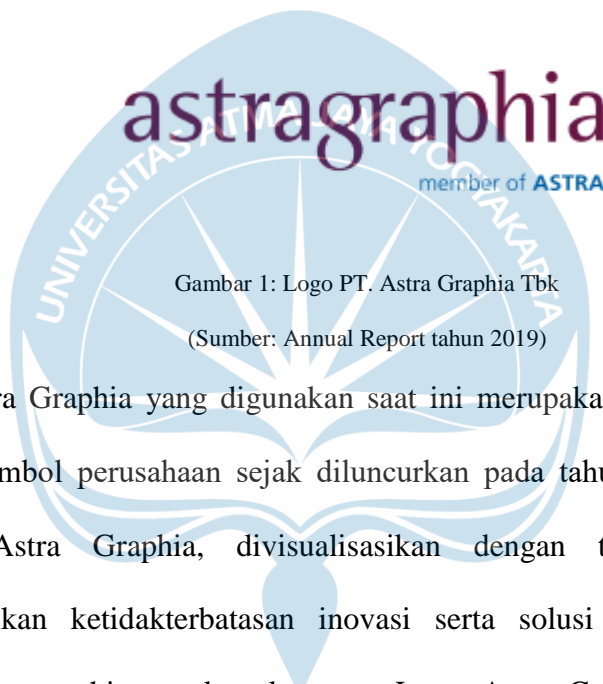 astragraphia
member of ASTRA
UNIVERSITAS ATMA JAYA YOGYAKARTA
Gambar 1: Logo PT. Astra Graphia Tbk
(Sumber: Annual Report tahun 2019)
ra Graphia yang digunakan saat ini merupaka
mbol perusahaan sejak diluncurkan pada tahu
Astra Graphia, divisualisasikan dengan t
kan ketidakterbatasan inovasi serta solusi